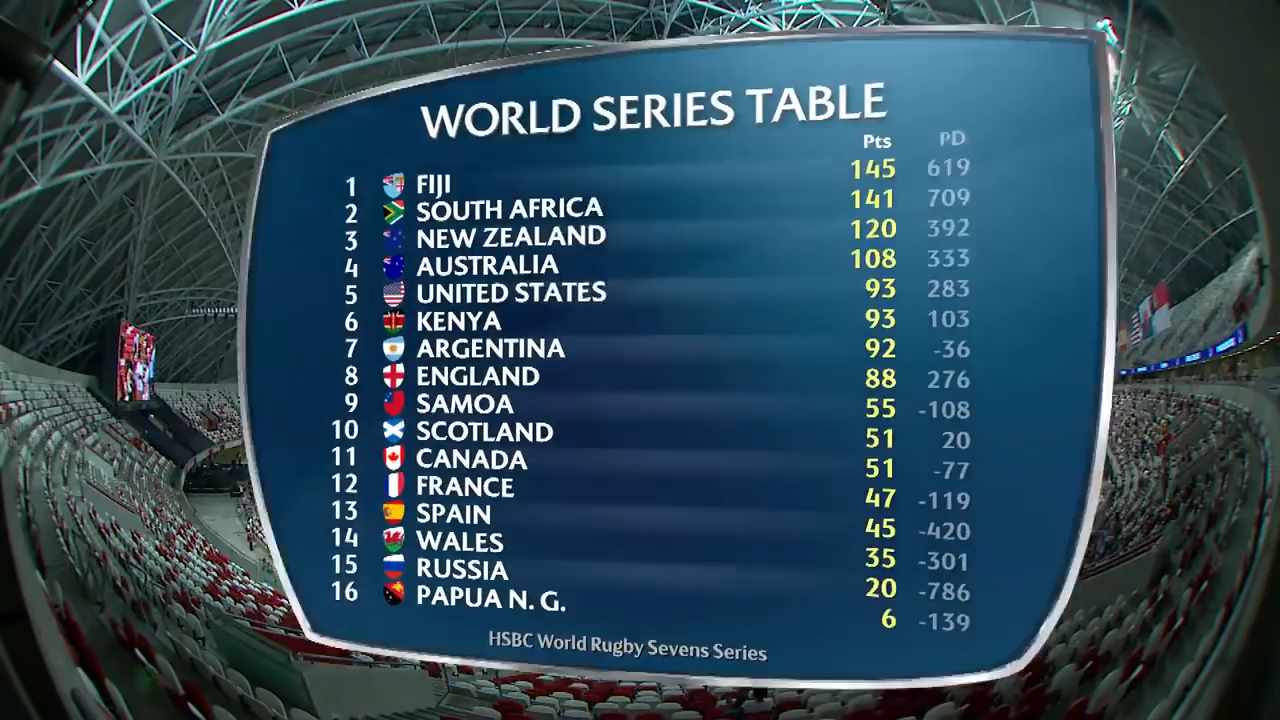 WORLD SERIES TABLE
Pts PD
1 FIJI 145 619
2 SOUTH AFRICA 141 709
3 NEW ZEALAND 120 392
4 AUSTRALIA 108 333
5 UNITED STATES 93 283
6 KENYA 93 103
7 ARGENTINA 92 -36
8 ENGLAND 88 276
9 SAMOA 55 -108
10 SCOTLAND 51 20
11 CANADA 51 -77
12 FRANCE 47 -119
13 SPAIN 45 -420
14 WALES 35 -301
15 RUSSIA 20 -786
16 PAPUA N. G. 6 -139
HSBC World Rugby Sevens Series